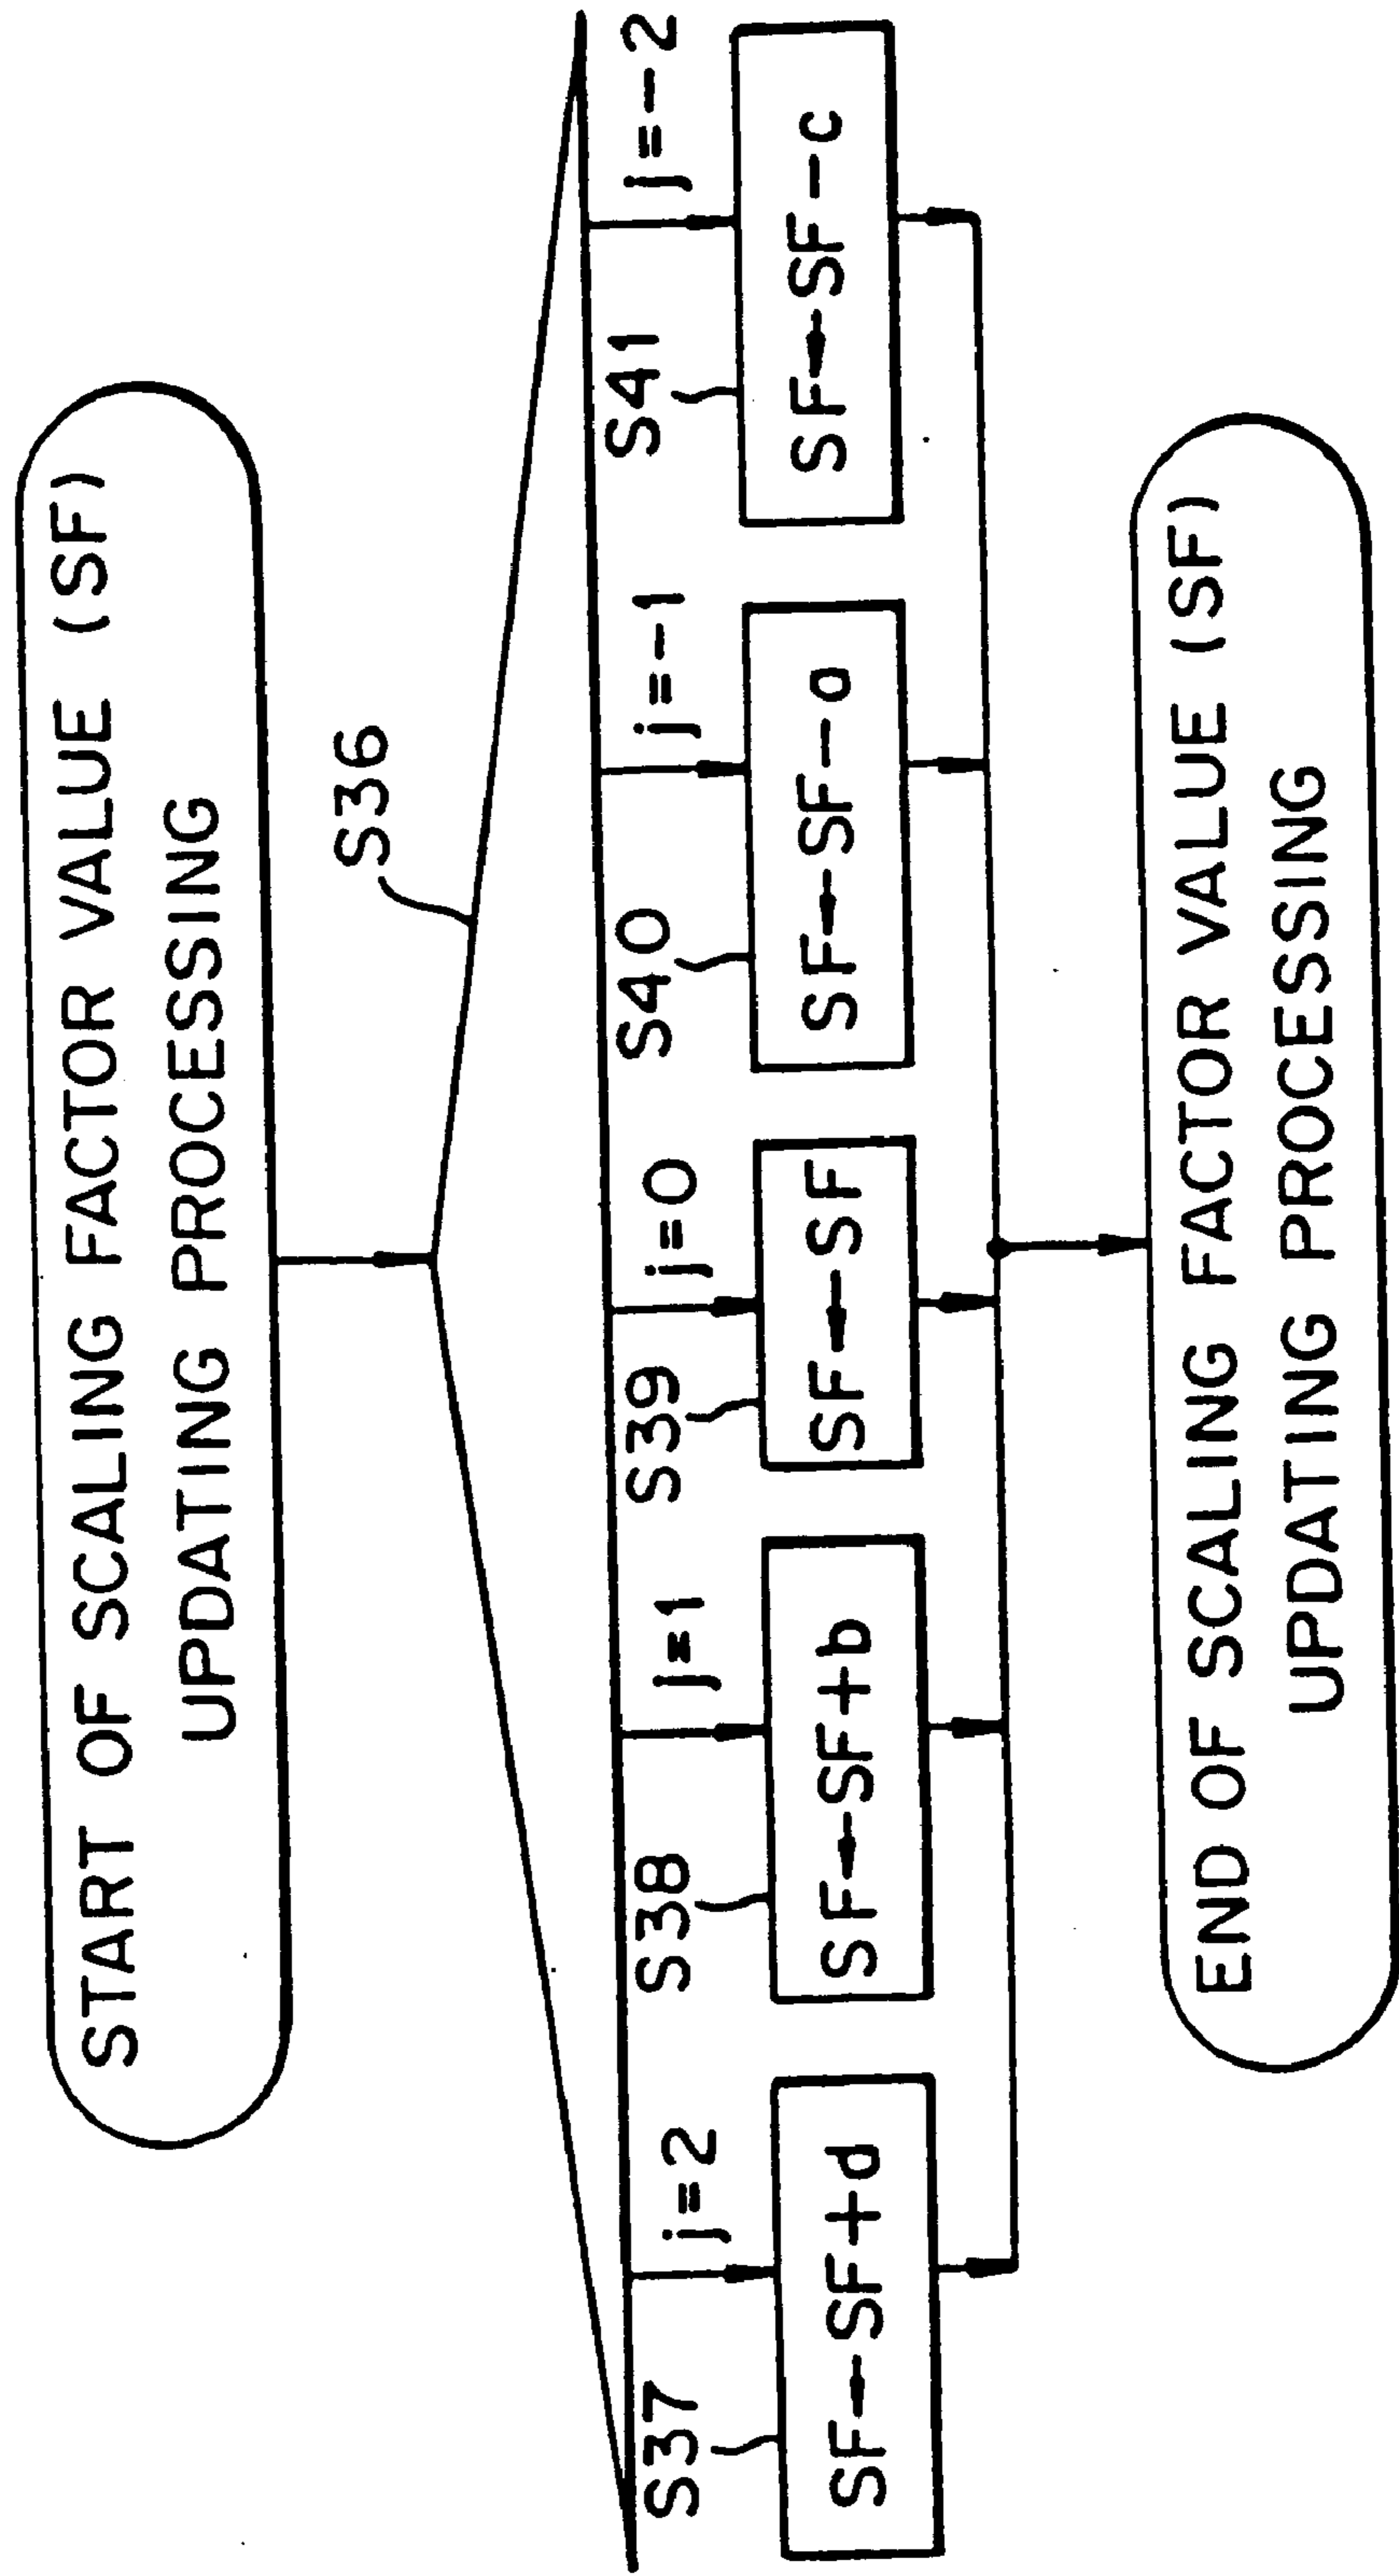 START OF SCALING FACTOR VALUE (SF)
UPDATING PROCESSING
S36
j=2
j=1
j=0
j=-1
j=-2
S37
S38
S39
S40
S41
SF←SF+d
SF←SF+b
SF←SF
SF←SF-a
SF←SF-c
END OF SCALING FACTOR VALUE (SF)
UPDATING PROCESSING